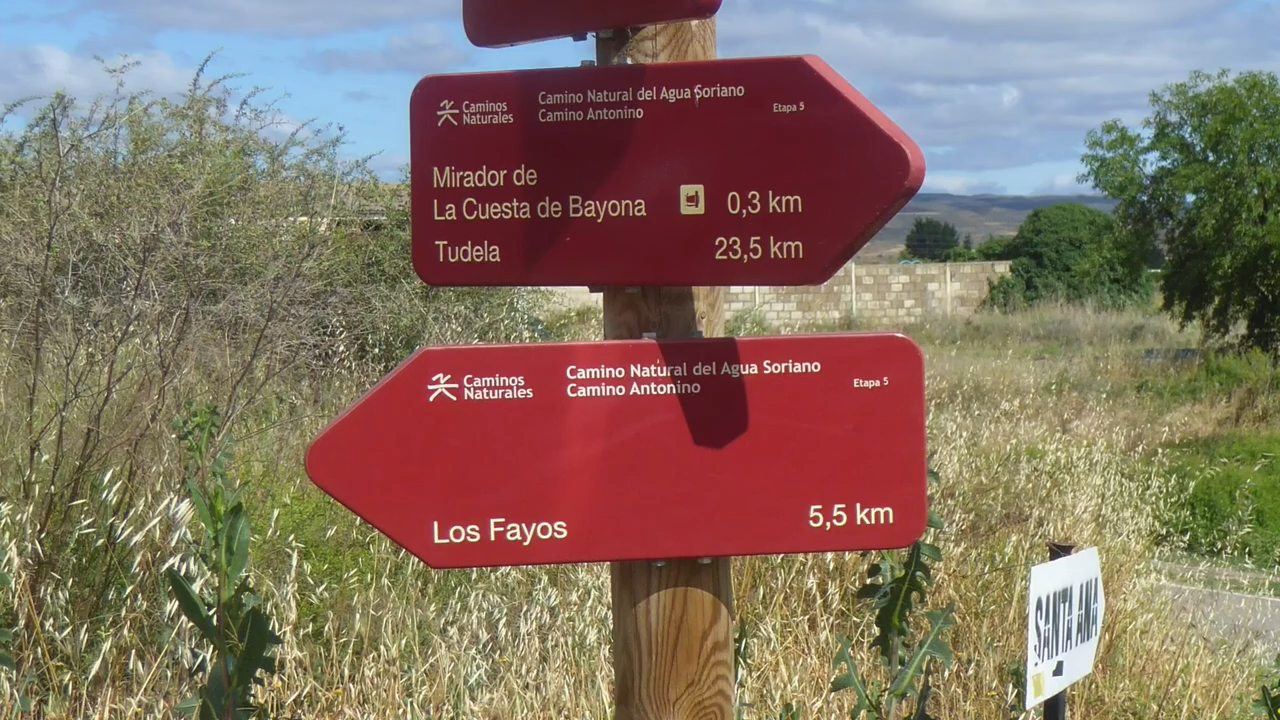 Caminos
Naturales
Camino Natural del Agua Soriano
Camino Antonino
Etapa 5
Mirador de
La Cuesta de Bayona 0,3 km
Tudela 23,5 km
Caminos
Naturales
Camino Natural del Agua Soriano
Camino Antonino
Etapa 5
Los Fayos 5,5 km
SANTA ANA